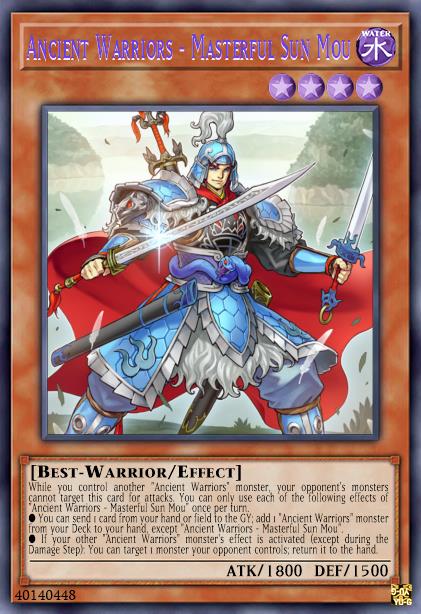 Ancient Warriors - Masterful Sun Mou
WATER
水
[Best-Warrior/Effect]
While you control another "Ancient Warriors" monster, your opponent's monsters
cannot target this card for attacks. You can only use each of the following effects of
"Ancient Warriors - Masterful Sun Mou" once per turn.
● You can send 1 card from your hand or field to the GY; add 1 "Ancient Warriors" monster
from your Deck to your hand, except "Ancient Warriors - Masterful Sun Mou".
● If your other "Ancient Warriors" monster's effect is activated (except during the
Damage Step): You can target 1 monster your opponent controls; return it to the hand.
ATK/1800 DEF/1500
40140448